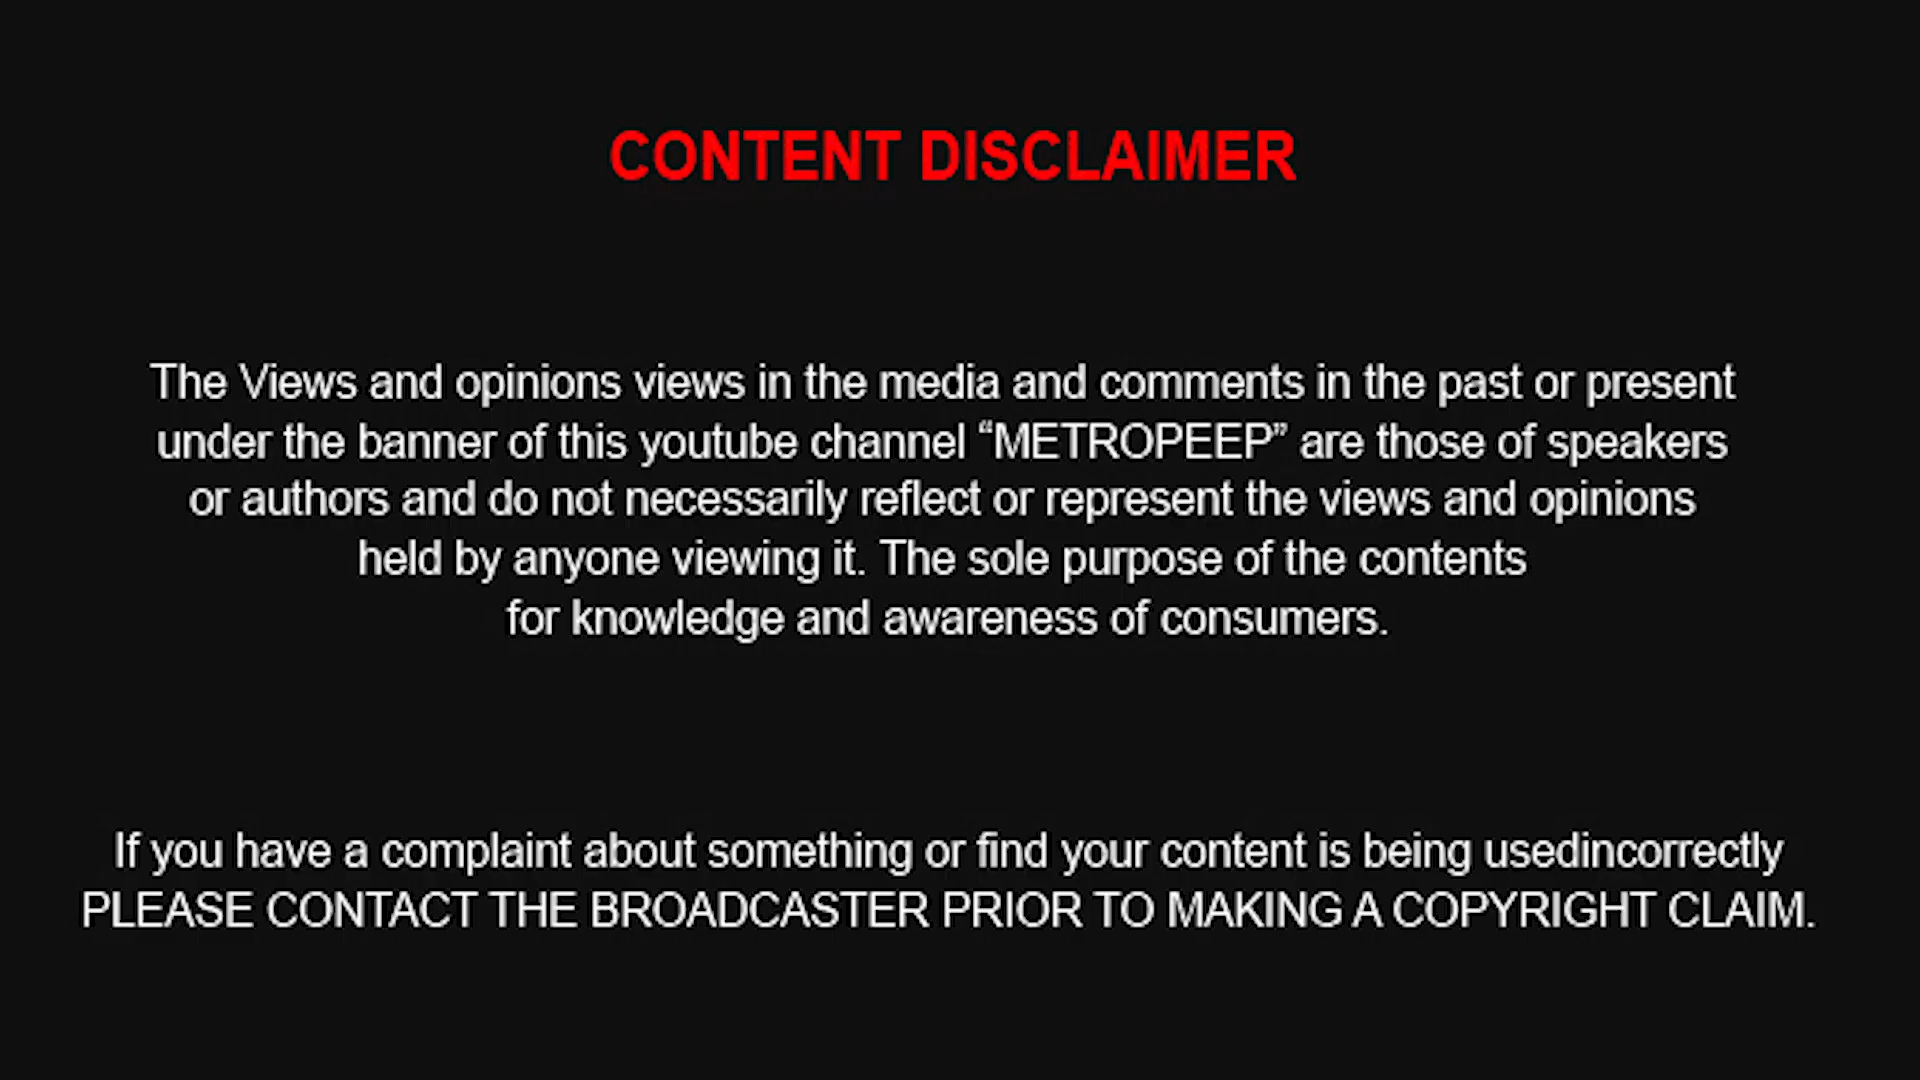 CONTENT DISCLAIMER
The Views and opinions views in the media and comments in the past or present
under the banner of this youtube channel “METROPEEP” are those of speakers
or authors and do not necessarily reflect or represent the views and opinions
held by anyone viewing it. The sole purpose of the contents
for knowledge and awareness of consumers.
If you have a complaint about something or find your content is being usedincorrectly
PLEASE CONTACT THE BROADCASTER PRIOR TO MAKING A COPYRIGHT CLAIM.